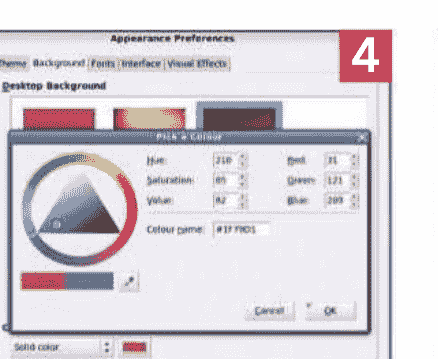 Appearance Preferences
4
Theme Background Fonts Interface Visual Effects
Desktop Background
Pick a Colour
Hue: 210 Red: 31
Saturation: 85 Green: 121
Value: 82 Blue: 209
Colour name: #1F79D1
Cancel OK
Solid color